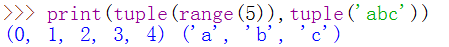 >>> print(tuple(range(5)),tuple('abc'))
(0, 1, 2, 3, 4) ('a', 'b', 'c')